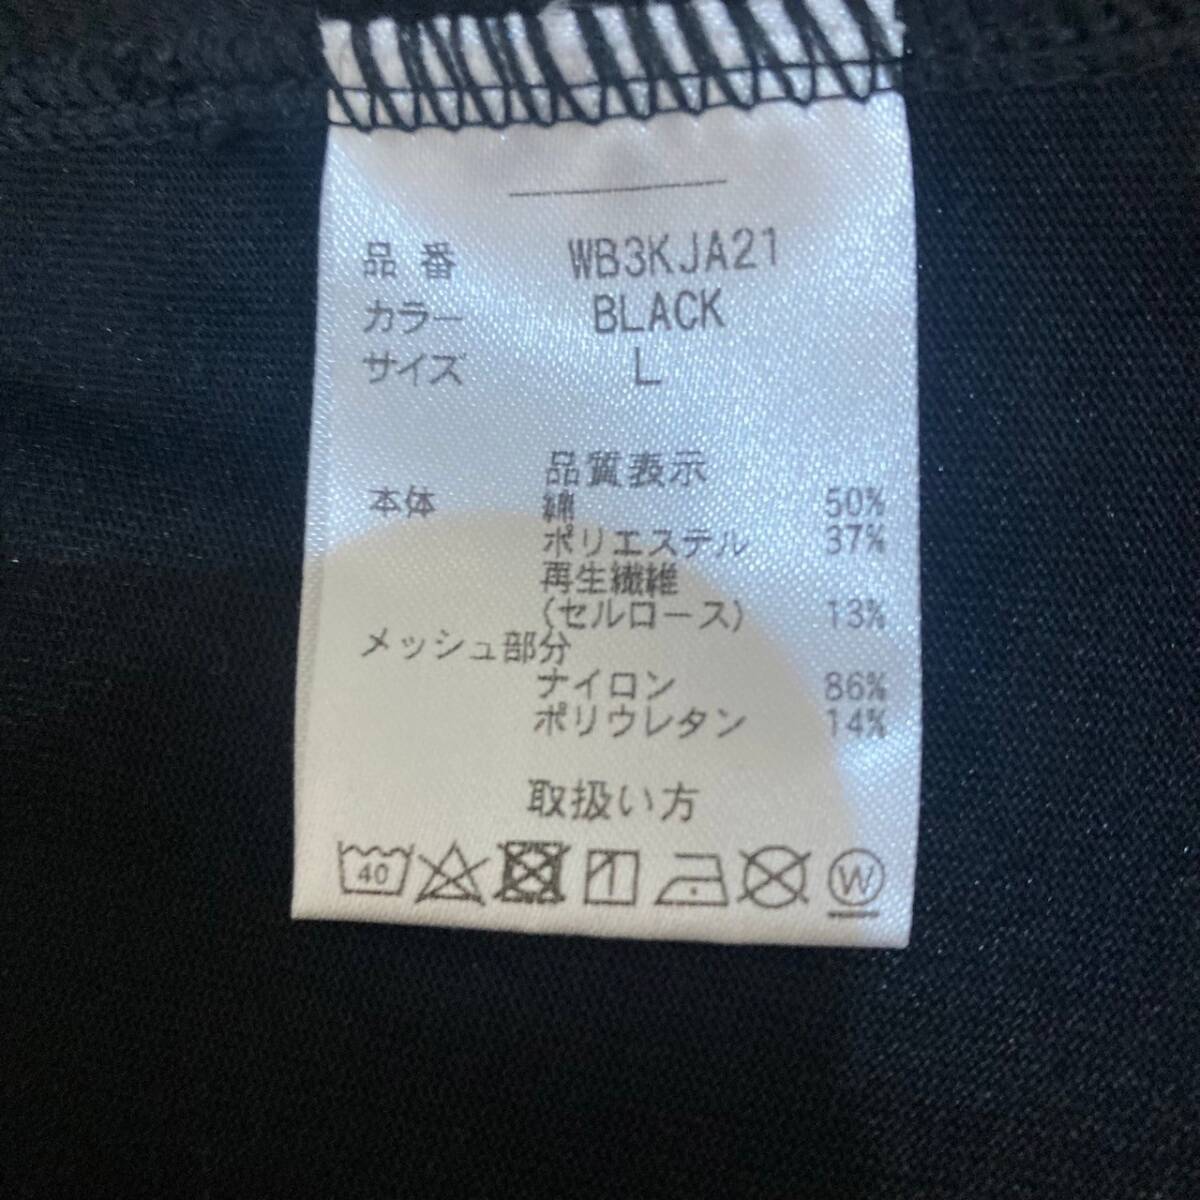 品番 WB3KJA21
カラー BLACK
サイズ L
品質表示
本体 綿 50%
ポリエステル 37%
再生繊維
(セルロース) 13%
メッシュ部分
ナイロン 86%
ポリウレタン 14%
取扱い方
40 W